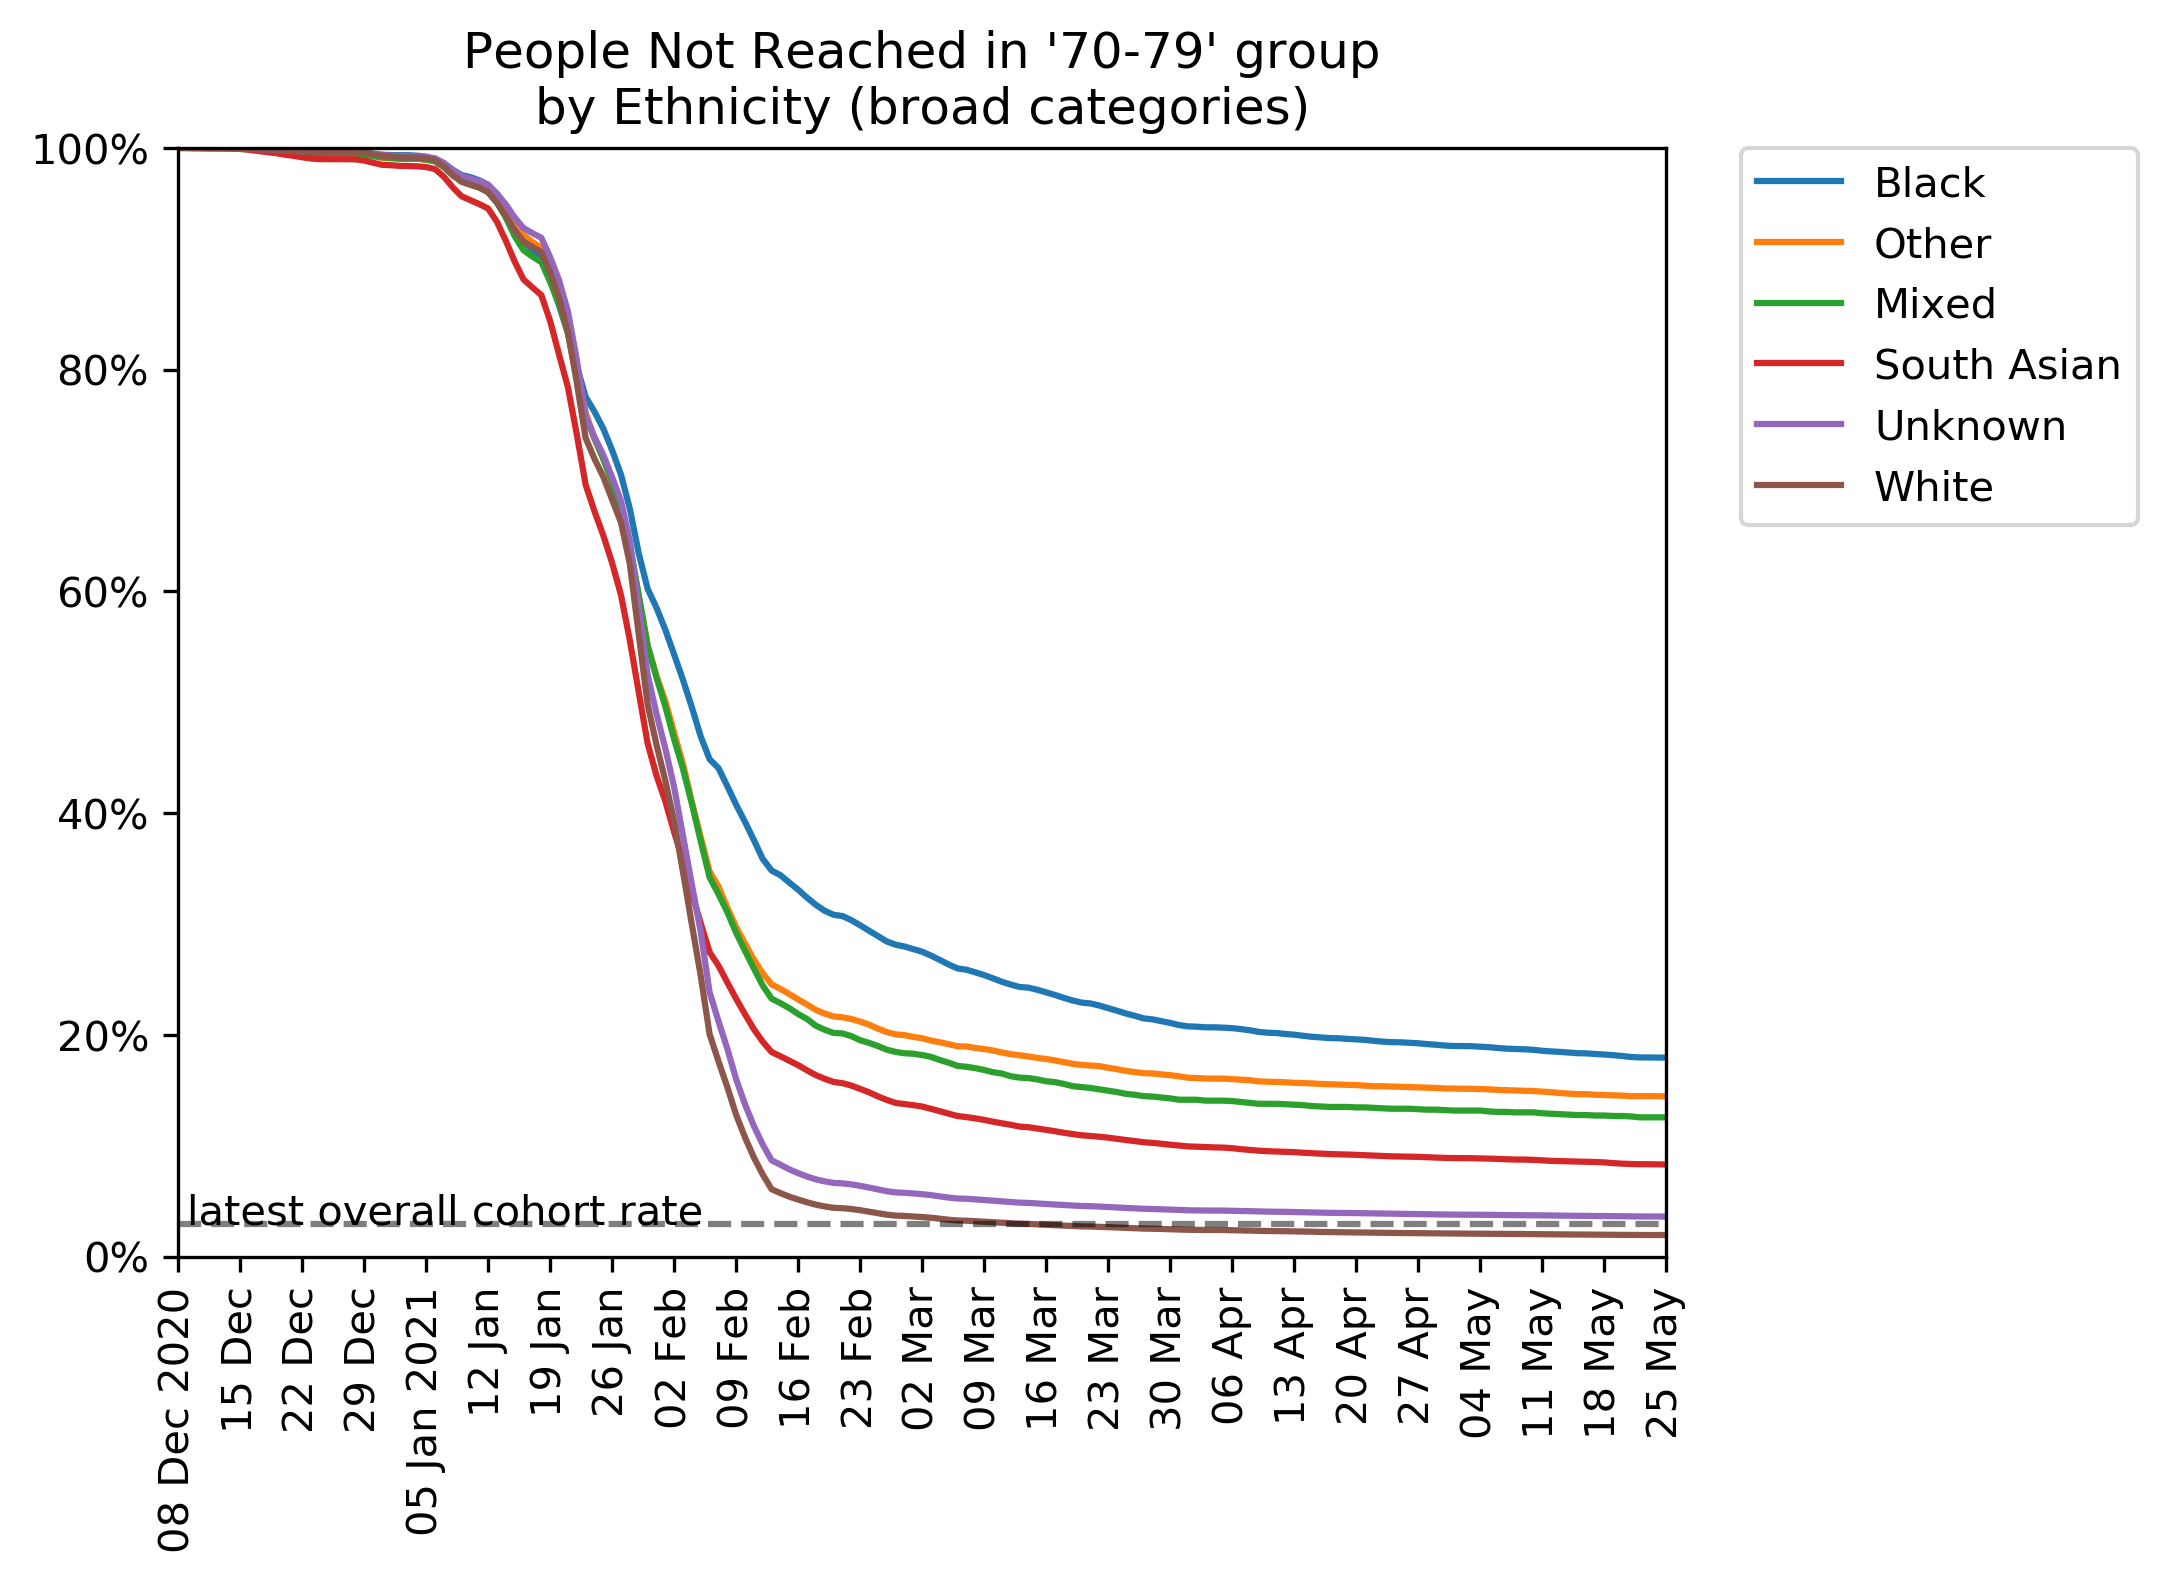 People Not Reached in '70-79' group
by Ethnicity (broad categories)
100%
80%
60%
40%
20%
0%
latest overall cohort rate
08 Dec 2020
15 Dec
22 Dec
29 Dec
05 Jan 2021
12 Jan
19 Jan
26 Jan
02 Feb
09 Feb
16 Feb
23 Feb
02 Mar
09 Mar
16 Mar
23 Mar
30 Mar
06 Apr
13 Apr
20 Apr
27 Apr
04 May
11 May
18 May
25 May
Black
Other
Mixed
South Asian
Unknown
White